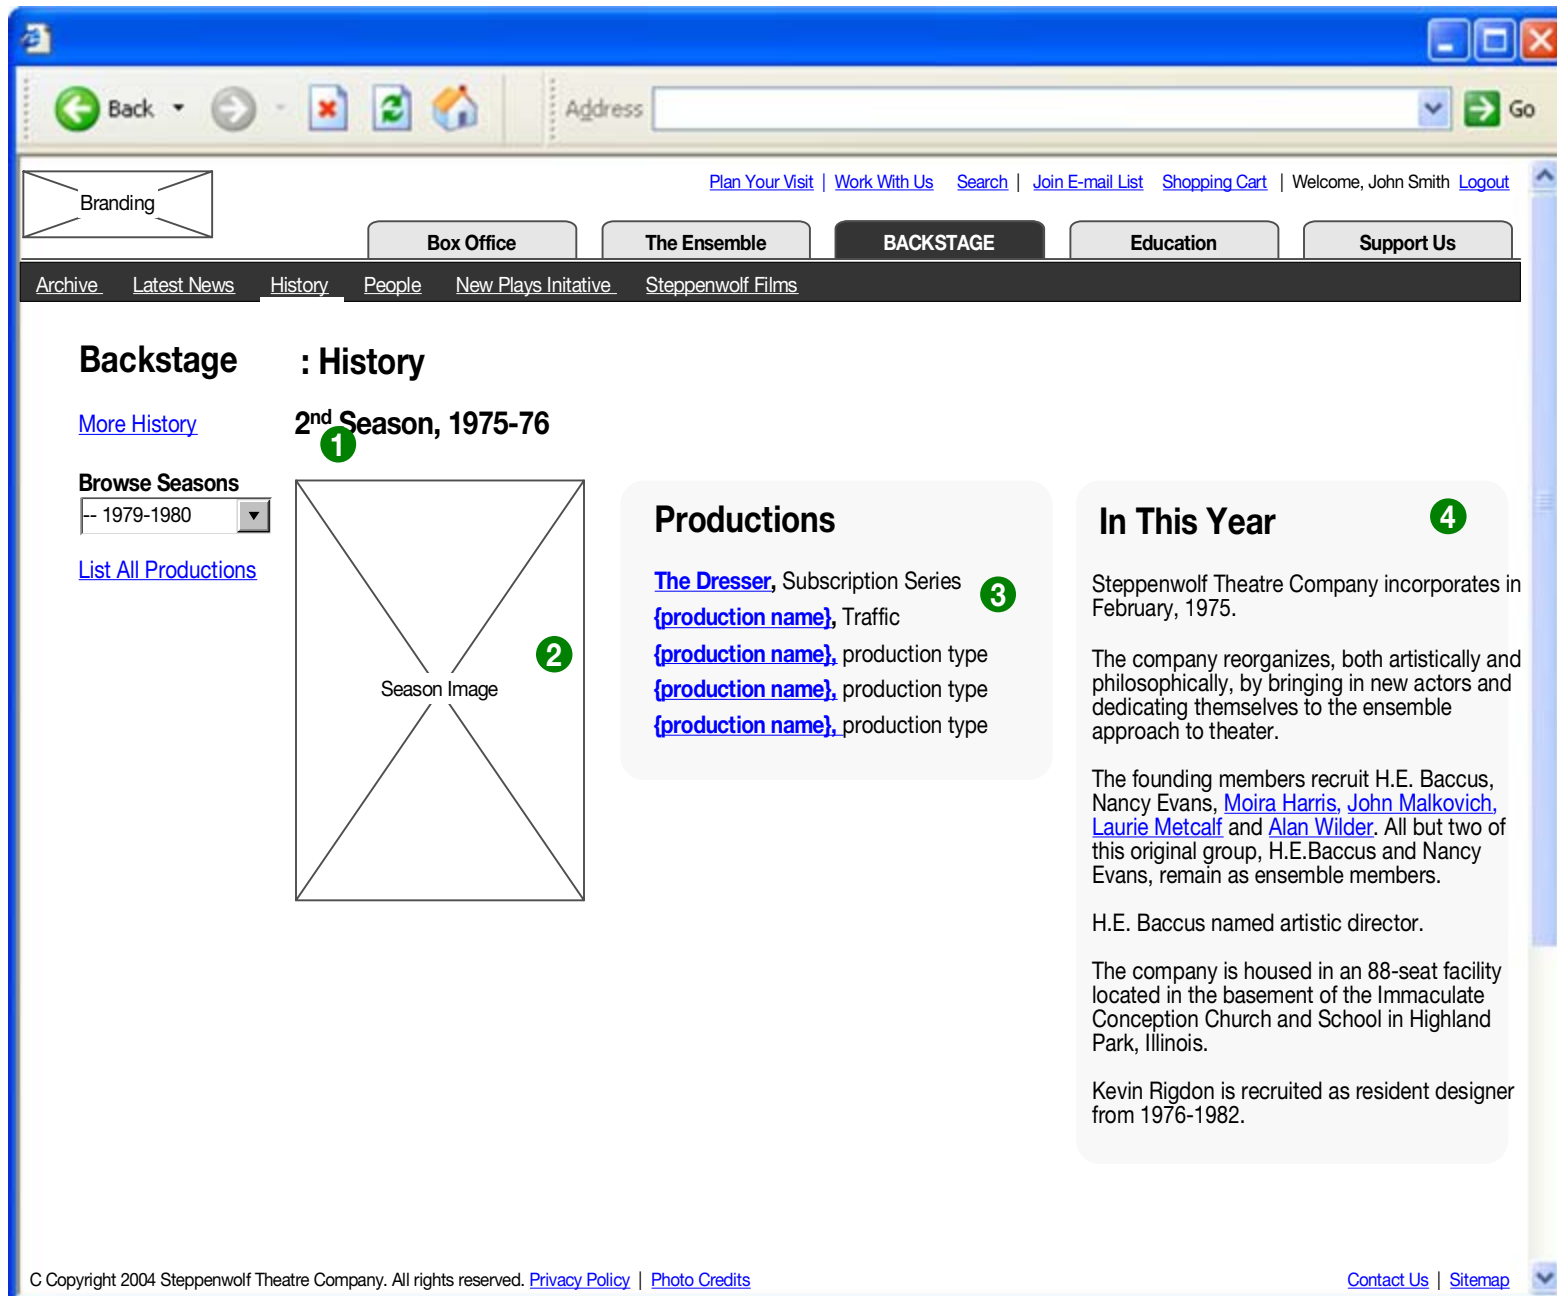 Back
Address
Go
Branding
Plan Your Visit | Work With Us Search | Join E-mail List Shopping Cart | Welcome, John Smith Logout
Box Office The Ensemble BACKSTAGE Education Support Us
Archive Latest News History People New Plays Initative Steppenwolf Films
Backstage : History
More History
2nd Season, 1975-76
1
Browse Seasons
-- 1979-1980
List All Productions
Season Image
2
Productions
The Dresser, Subscription Series
3
{production name}, Traffic
{production name}, production type
{production name}, production type
{production name}, production type
In This Year
4
Steppenwolf Theatre Company incorporates in
February, 1975.
The company reorganizes, both artistically and
philosophically, by bringing in new actors and
dedicating themselves to the ensemble
approach to theater.
The founding members recruit H.E. Baccus,
Nancy Evans, Moira Harris, John Malkovich,
Laurie Metcalf and Alan Wilder. All but two of
this original group, H.E.Baccus and Nancy
Evans, remain as ensemble members.
H.E. Baccus named artistic director.
The company is housed in an 88-seat facility
located in the basement of the Immaculate
Conception Church and School in Highland
Park, Illinois.
Kevin Rigdon is recruited as resident designer
from 1976-1982.
C Copyright 2004 Steppenwolf Theatre Company. All rights reserved. Privacy Policy | Photo Credits
Contact Us | Sitemap